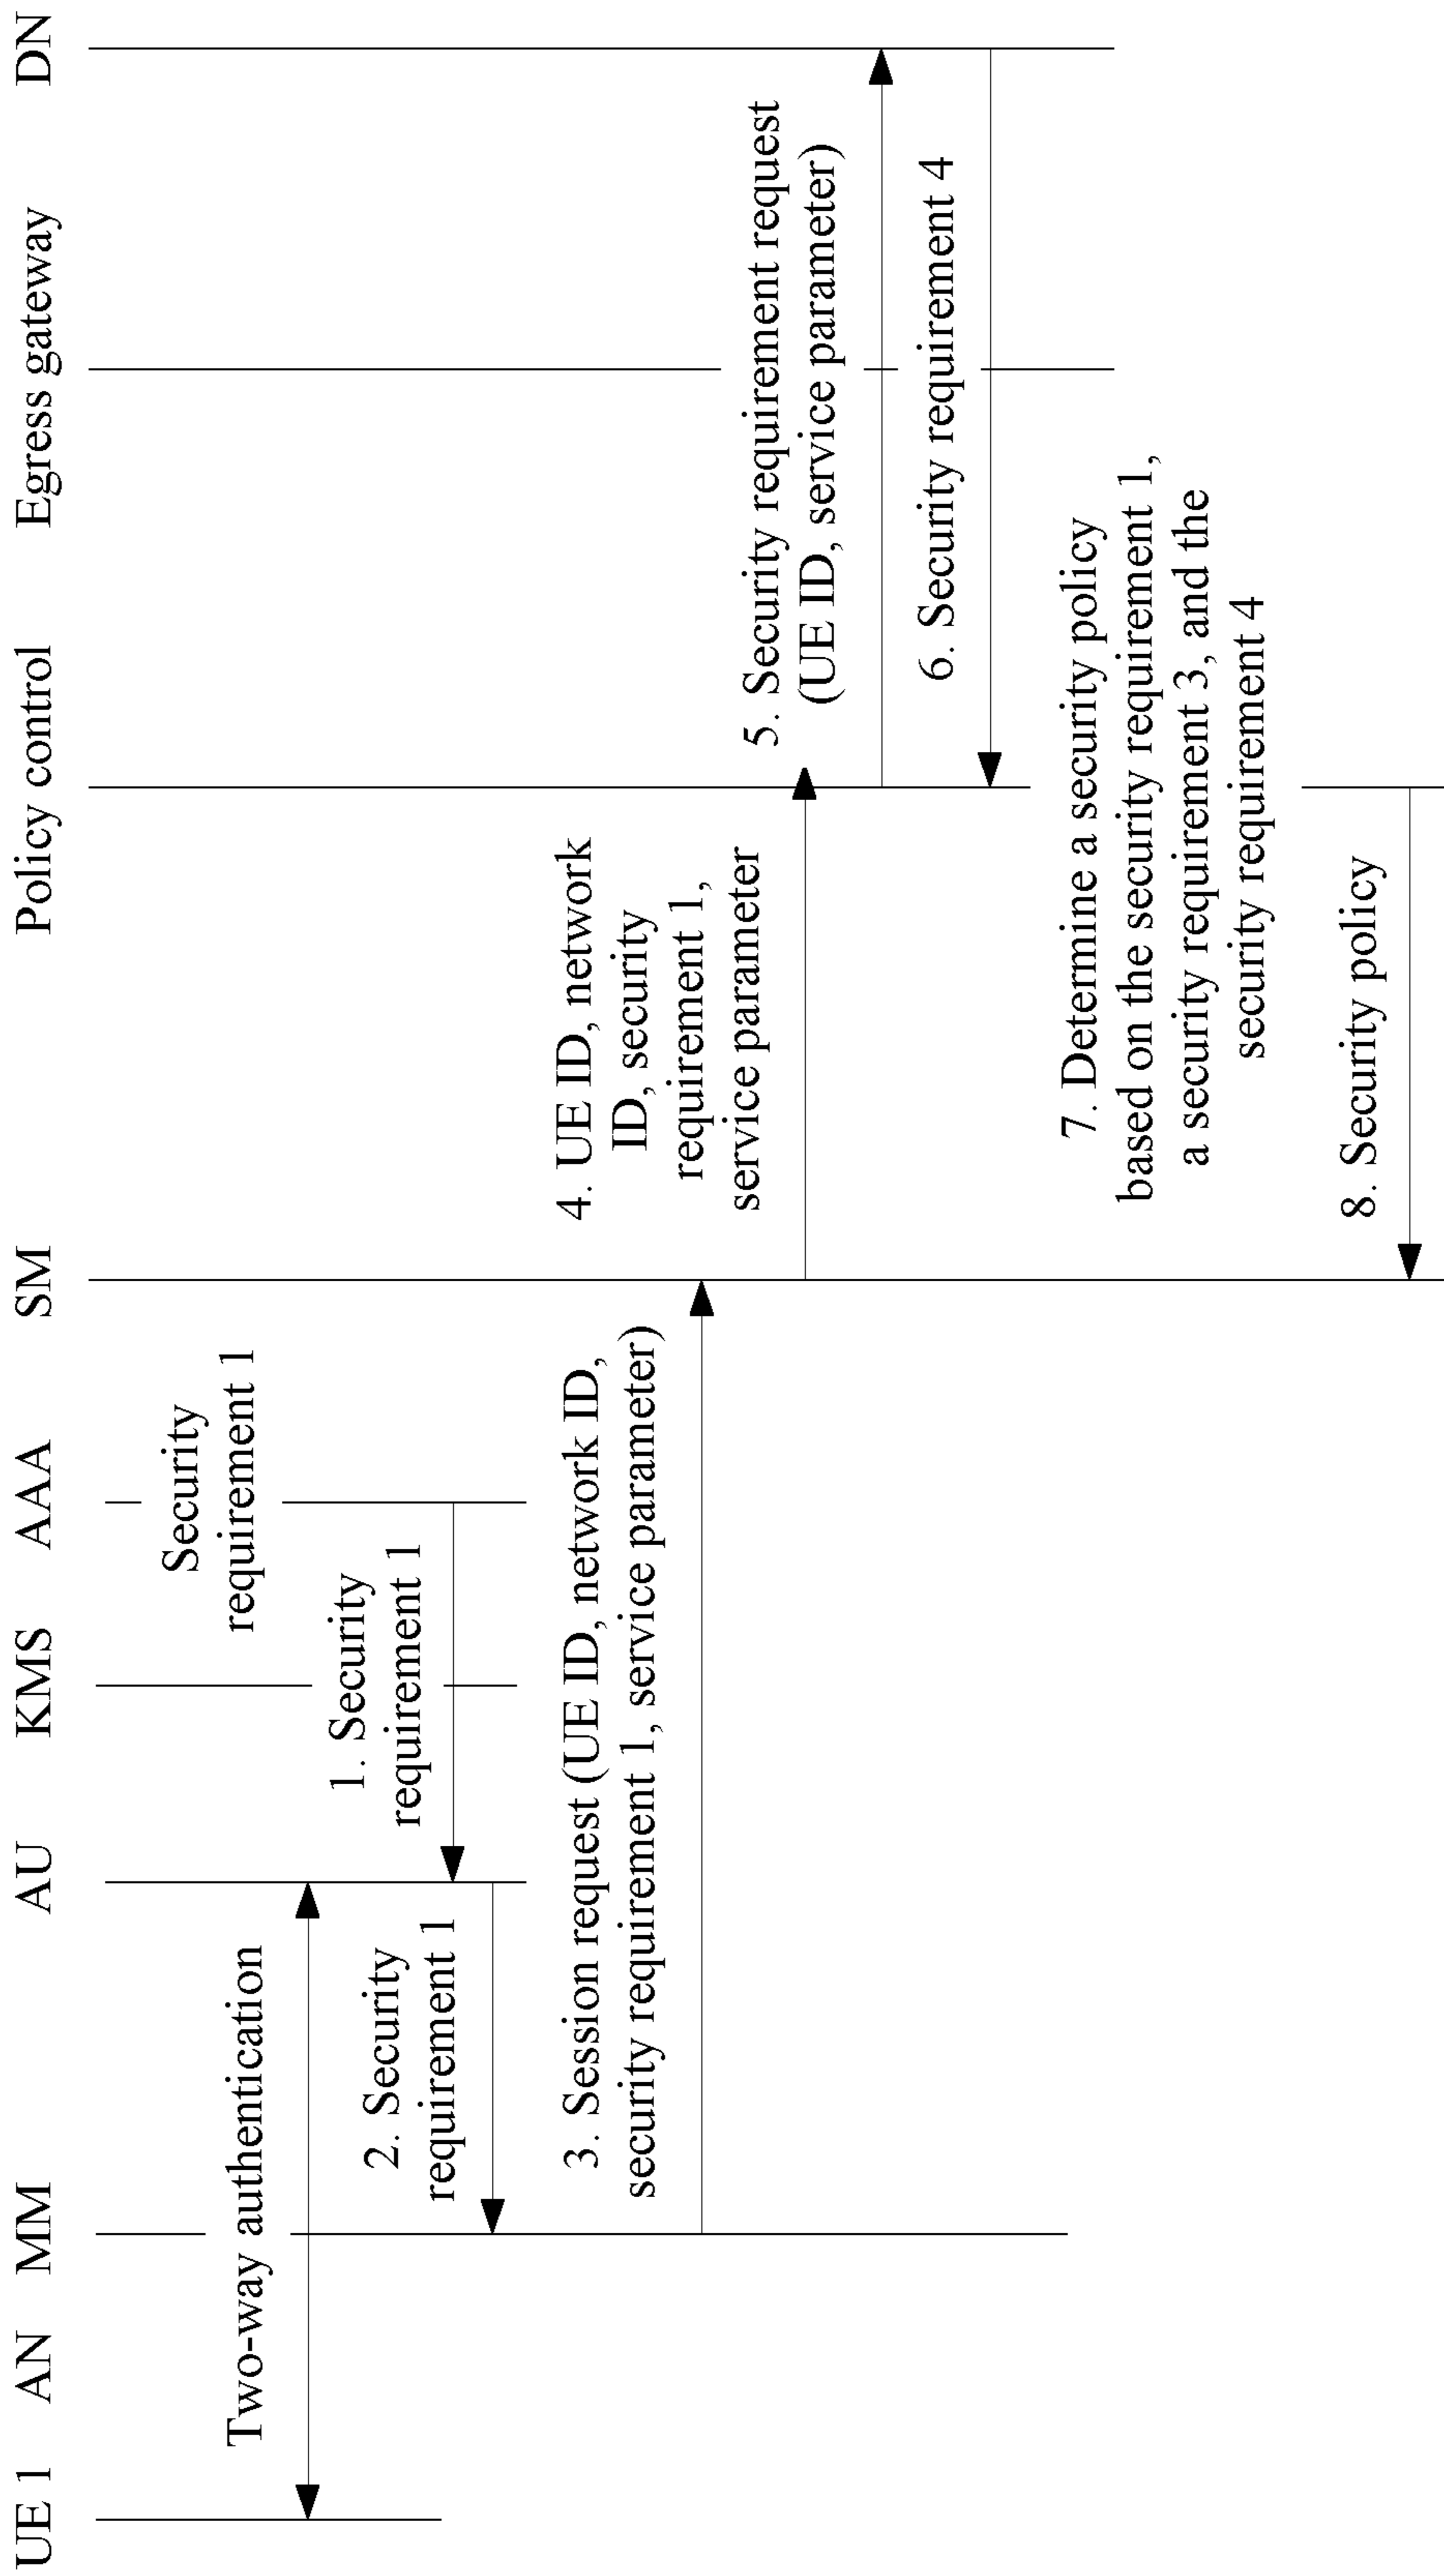 UE 1
AN
MM
AU
KMS
AAA
SM
Policy control
Egress gateway
DN
Security
requirement 1
Two-way authentication
1. Security
requirement 1
2. Security
requirement 1
3. Session request (UE ID, network ID,
security requirement 1, service parameter)
4. UE ID, network
ID, security
requirement 1,
service parameter
5. Security requirement request
(UE ID, service parameter)
6. Security requirement 4
7. Determine a security policy
based on the security requirement 1,
a security requirement 3, and the
security requirement 4
8. Security policy